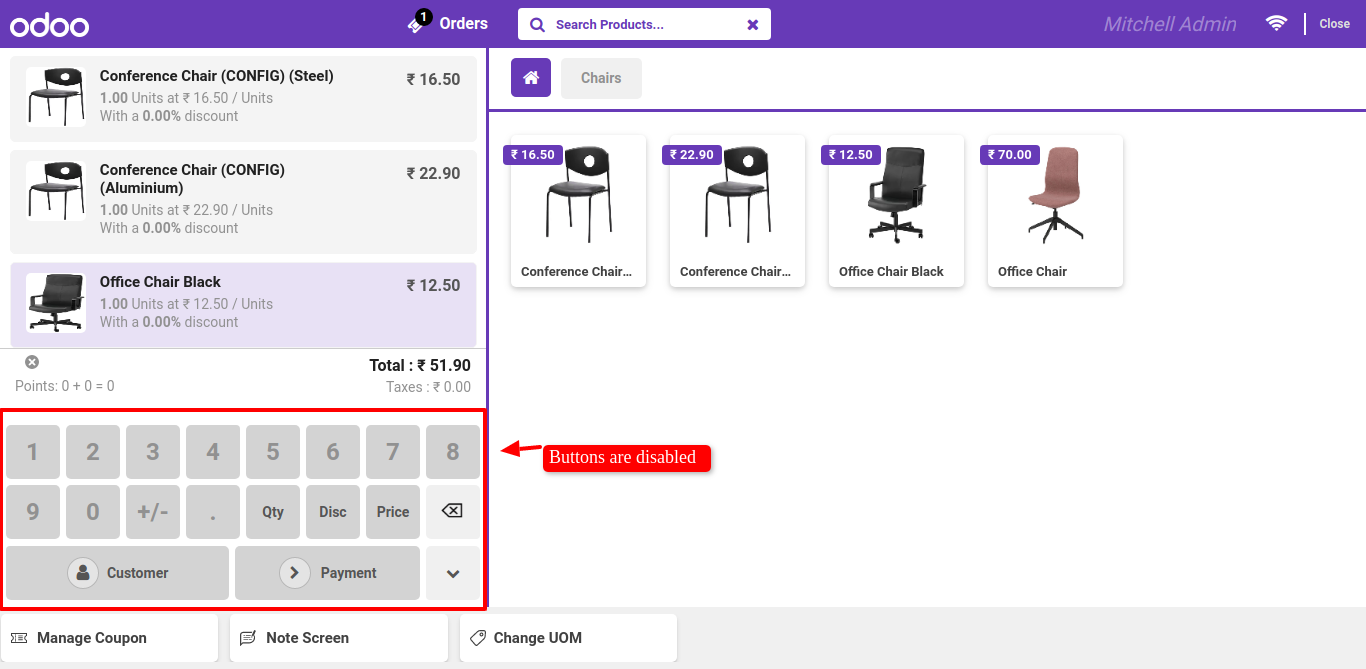 odoo
1
Orders
Search Products...
Mitchell Admin
Close
Conference Chair (CONFIG) (Steel)
₹ 16.50
1.00 Units at ₹ 16.50 / Units
With a 0.00% discount
Conference Chair (CONFIG)
(Aluminium)
₹ 22.90
1.00 Units at ₹ 22.90 / Units
With a 0.00% discount
Office Chair Black
₹ 12.50
1.00 Units at ₹ 12.50 / Units
With a 0.00% discount
Total : ₹ 51.90
Points: 0 + 0 = 0
Taxes : ₹ 0.00
1 2 3 4 5 6 7 8
9 0 +/- . Qty Disc Price
Customer
Payment
Chairs
₹ 16.50
₹ 22.90
₹ 12.50
₹ 70.00
Conference Chair...
Conference Chair...
Office Chair Black
Office Chair
Buttons are disabled
Manage Coupon
Note Screen
Change UOM